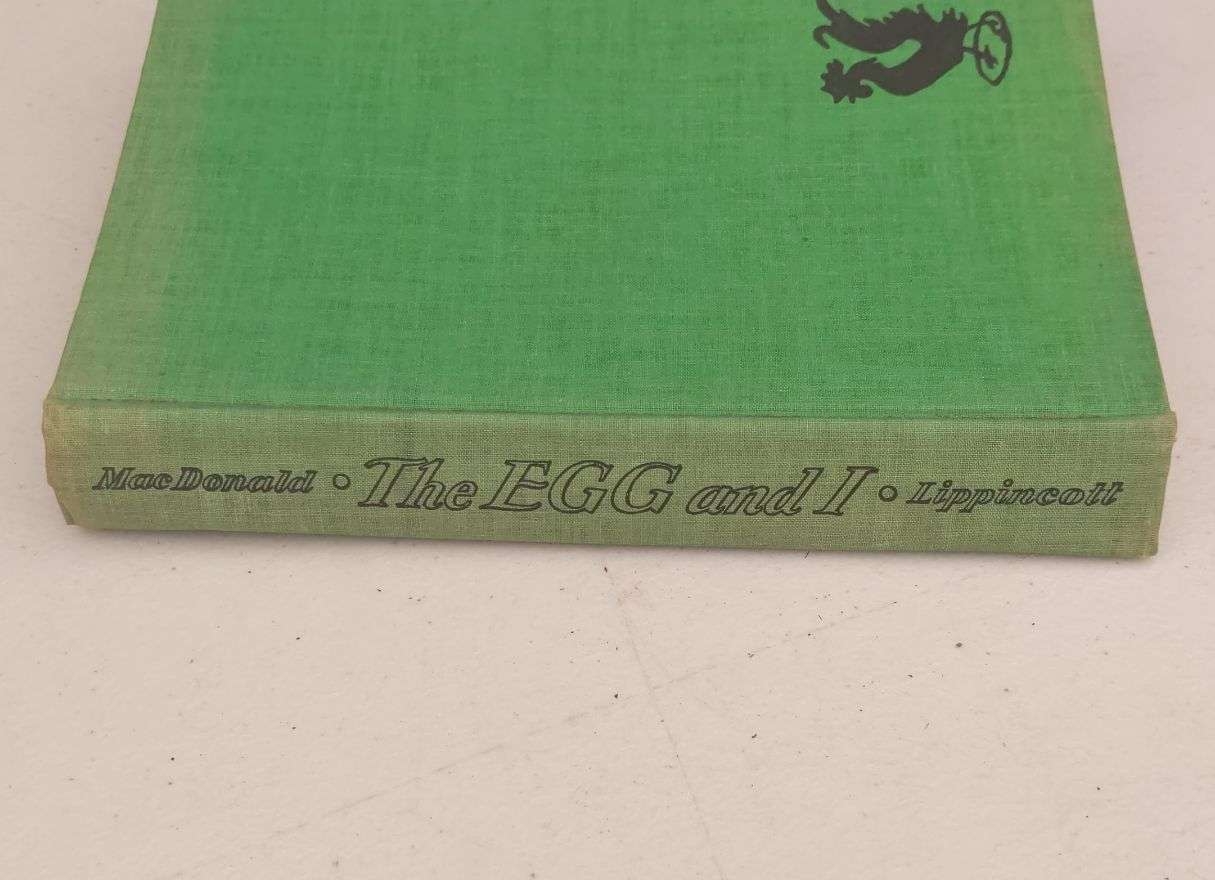 MacDonald • The EGG and I • Lippincott